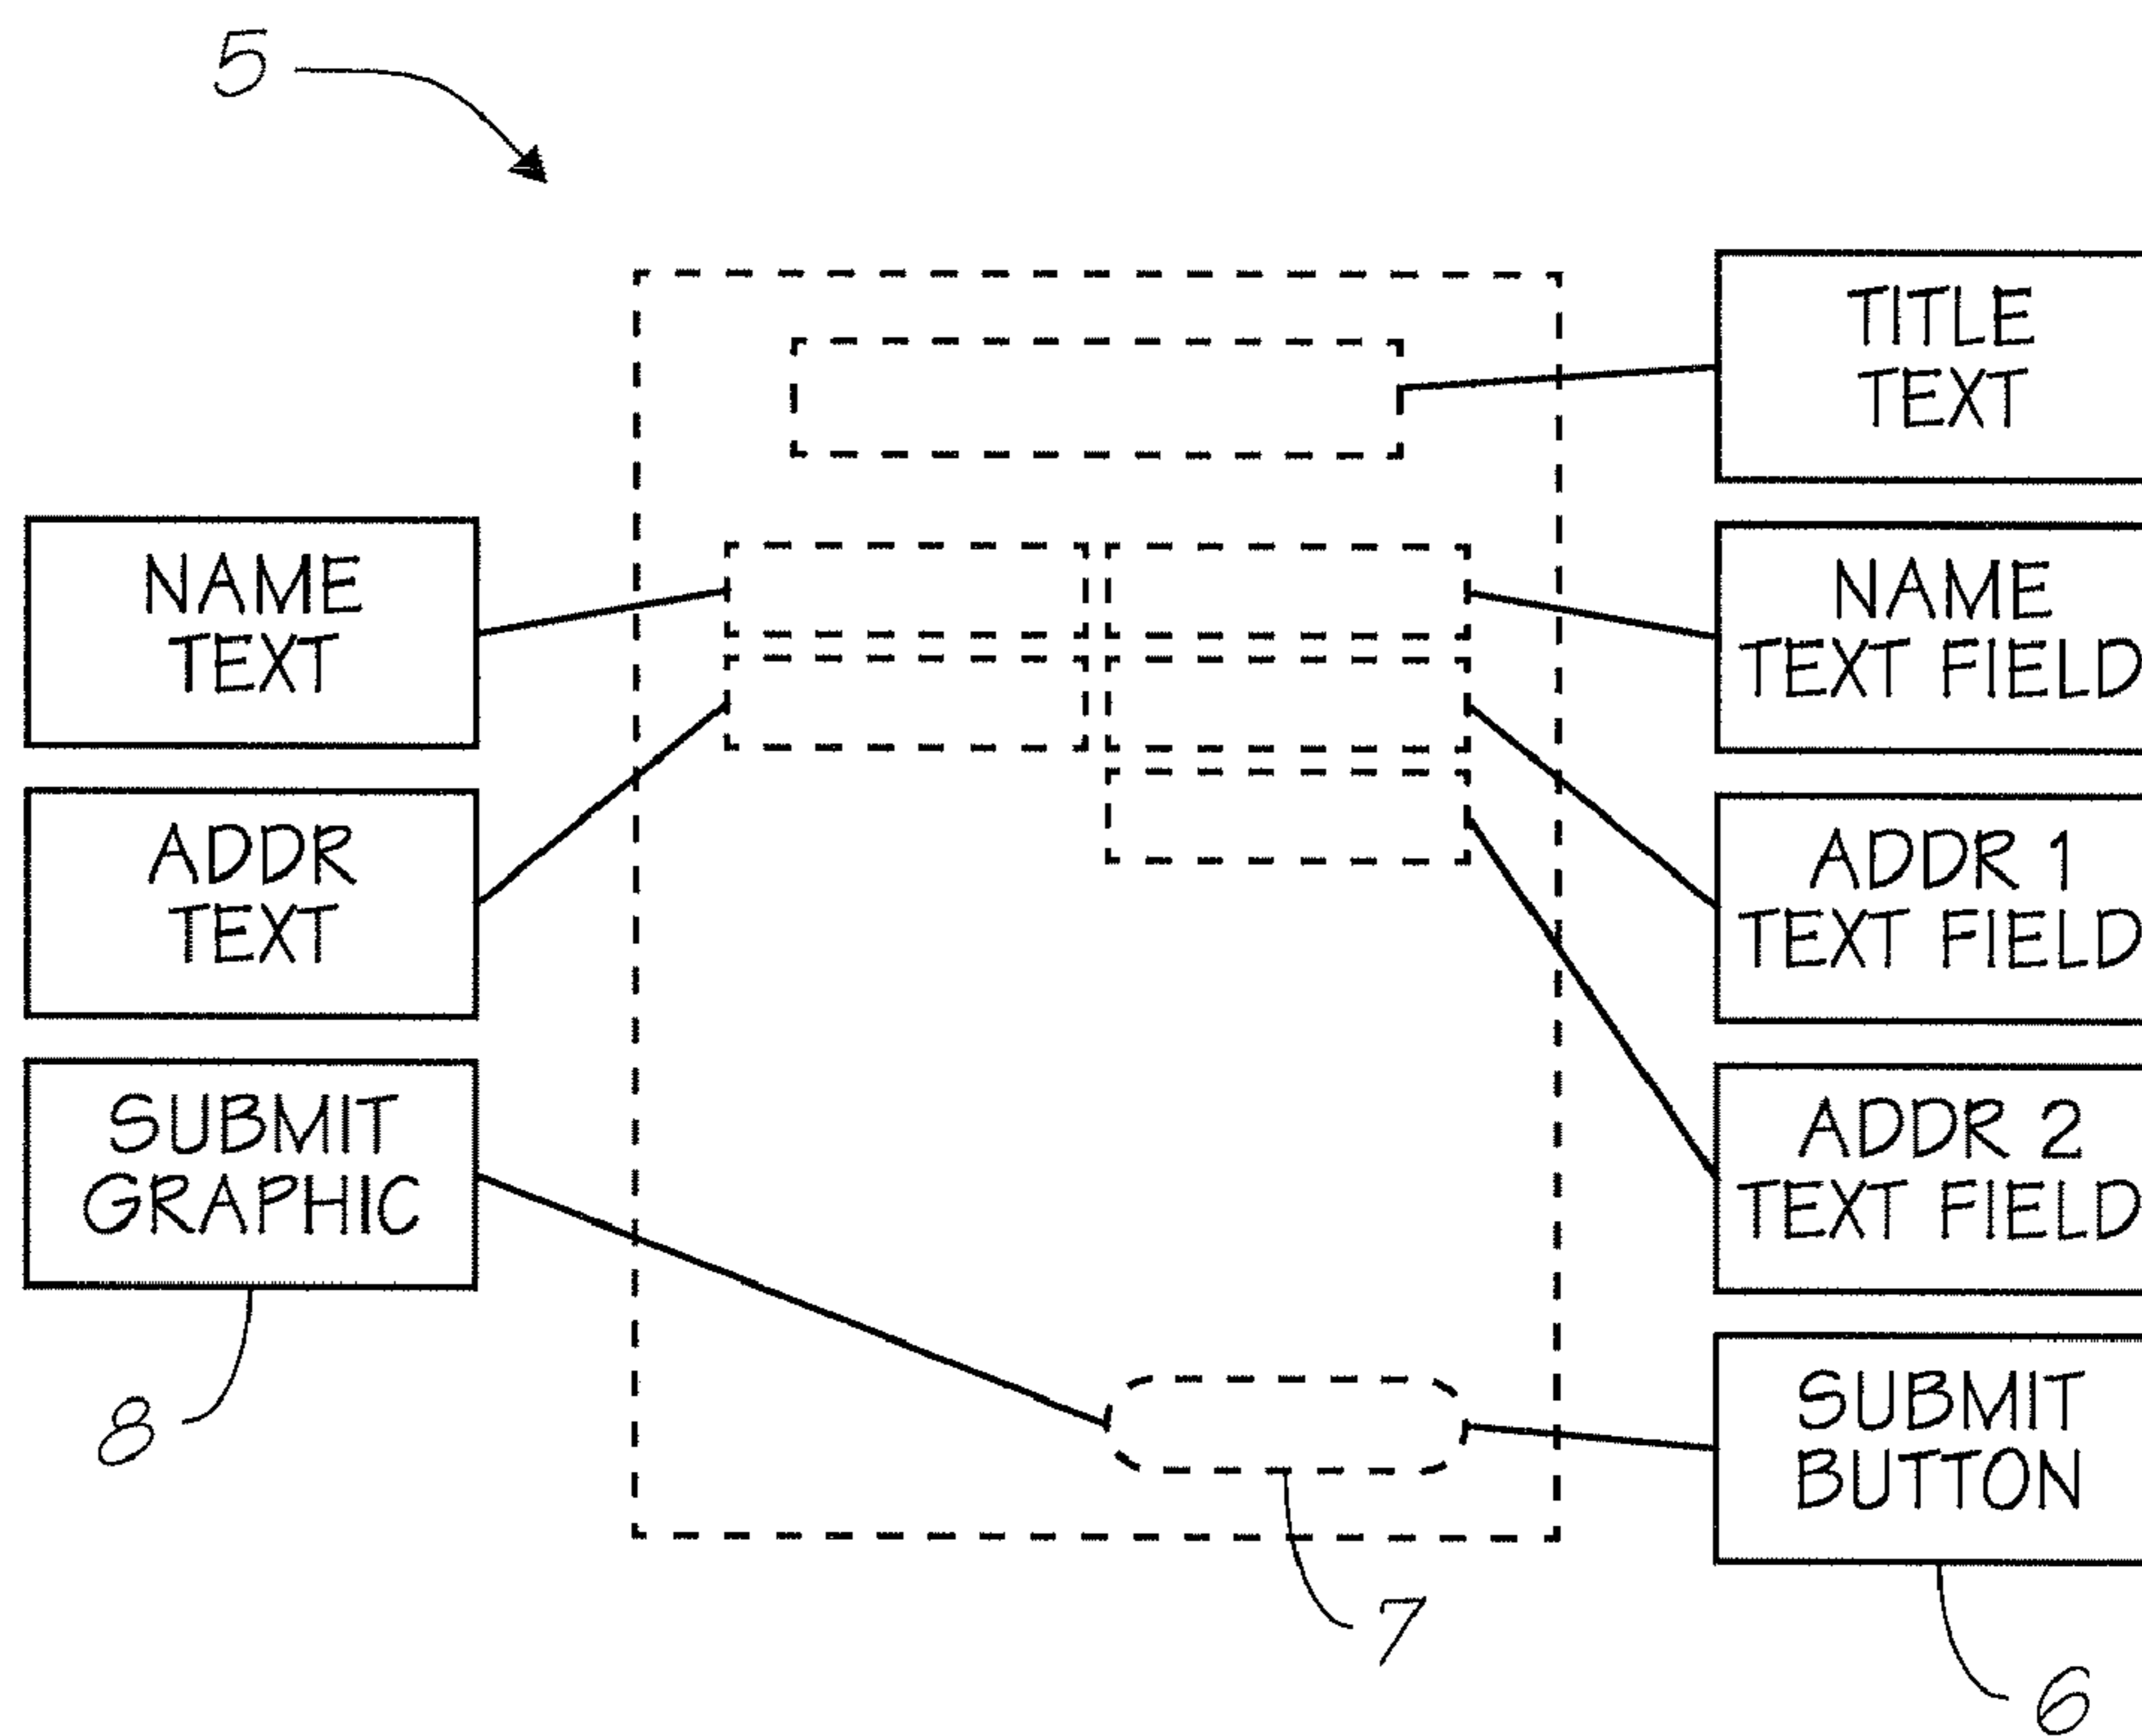 5
TITLE
TEXT
NAME
TEXT
NAME
TEXT FIELD
ADDR
TEXT
ADDR 1
TEXT FIELD
SUBMIT
GRAPHIC
ADDR 2
TEXT FIELD
8
SUBMIT
BUTTON
7
6